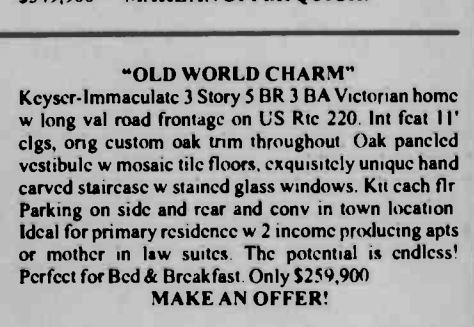 "OLD WORLD CHARM"
Keyser-Immaculate 3 Story 5 BR 3 BA Victorian home
w long val road frontage on US Rte 220. Int feat 11'
clgs, orig custom oak trim throughout Oak paneled
vestibule w mosaic tile floors, exquisitely unique hand
carved staircase w stained glass windows. Kit each flr
Parking on side and rear and conv in town location
Ideal for primary residence w 2 income producing apts
or mother in law suites. The potential is endless!
Perfect for Bed & Breakfast. Only $259,900
MAKE AN OFFER!